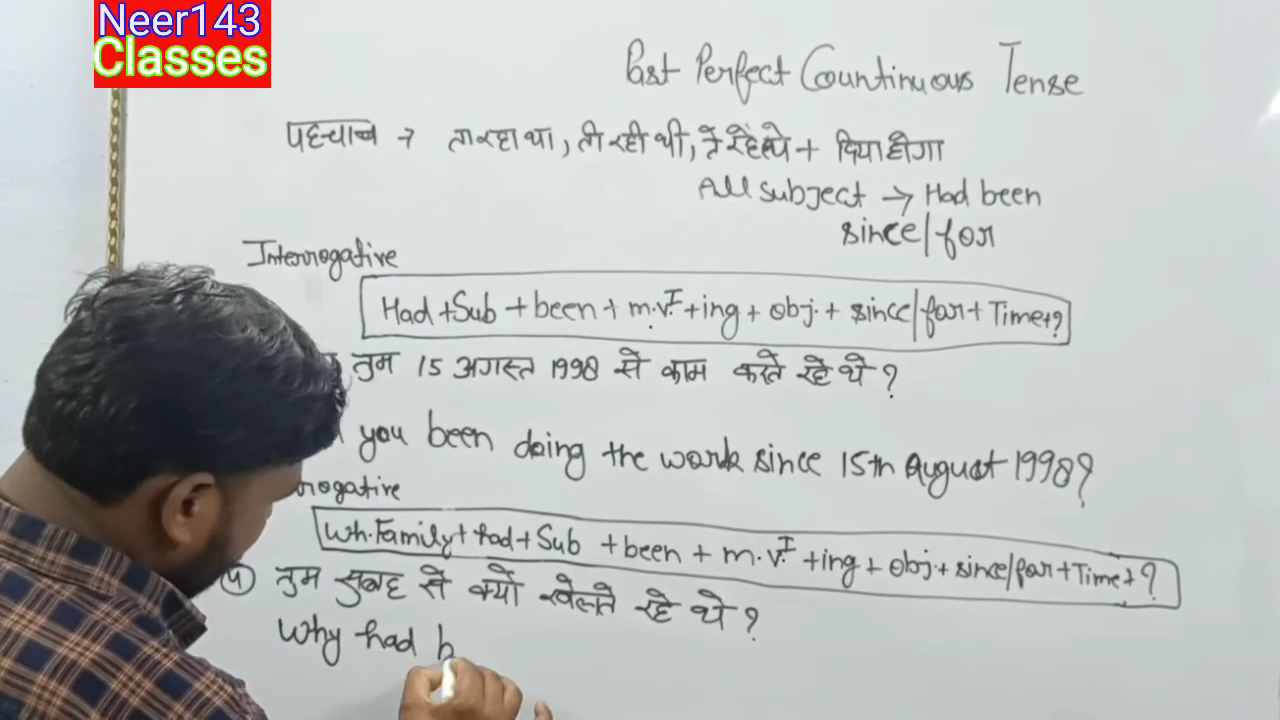 Neer143
Classes
Past Perfect Countinuous Tense
पहचान → ता रहा था, ती रही थी, ते रहे थे + दिया होगा
All subject → Had been
since/for
Interrogative
Had + Sub + been + m.v.I + ing + obj. + since/for + Time + ?
तुम 15 अगस्त 1998 से काम करते रहे थे ?
you been doing the work since 15th August 1998?
rogative
Wh.Family + had + Sub + been + m.v.I + ing + obj. + since/for + Time + ?
तुम सुबह से क्यों खेलते रहे थे ?
Why had b